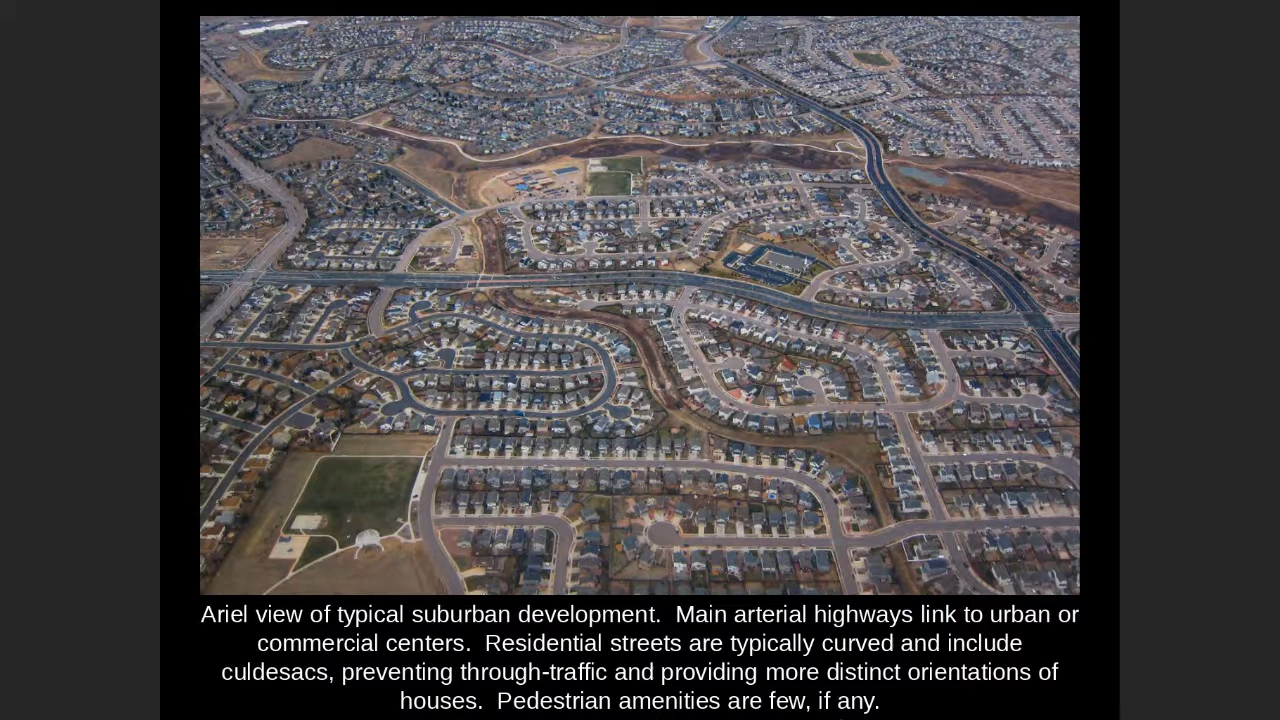 Ariel view of typical suburban development.  Main arterial highways link to urban or
commercial centers.  Residential streets are typically curved and include
culdesacs, preventing through-traffic and providing more distinct orientations of
houses.  Pedestrian amenities are few, if any.